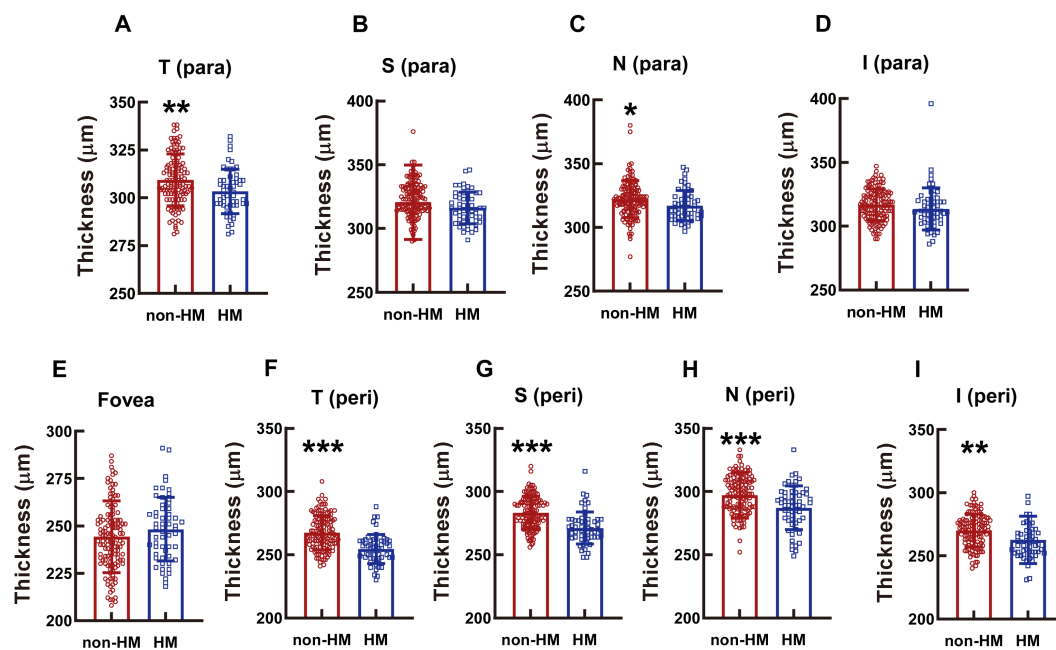 A
B
C
D
T (para)
S (para)
N (para)
I (para)
Thickness (μm)
350
325
300
275
250
**
non-HM HM
Thickness (μm)
400
350
300
250
non-HM HM
Thickness (μm)
400
350
300
250
*
non-HM HM
Thickness (μm)
400
350
300
250
non-HM HM
E
F
G
H
I
Fovea
T (peri)
S (peri)
N (peri)
I (peri)
Thickness (μm)
300
275
250
225
200
non-HM HM
Thickness (μm)
350
300
250
200
***
non-HM HM
Thickness (μm)
350
300
250
200
***
non-HM HM
Thickness (μm)
350
300
250
200
***
non-HM HM
Thickness (μm)
350
300
250
200
**
non-HM HM